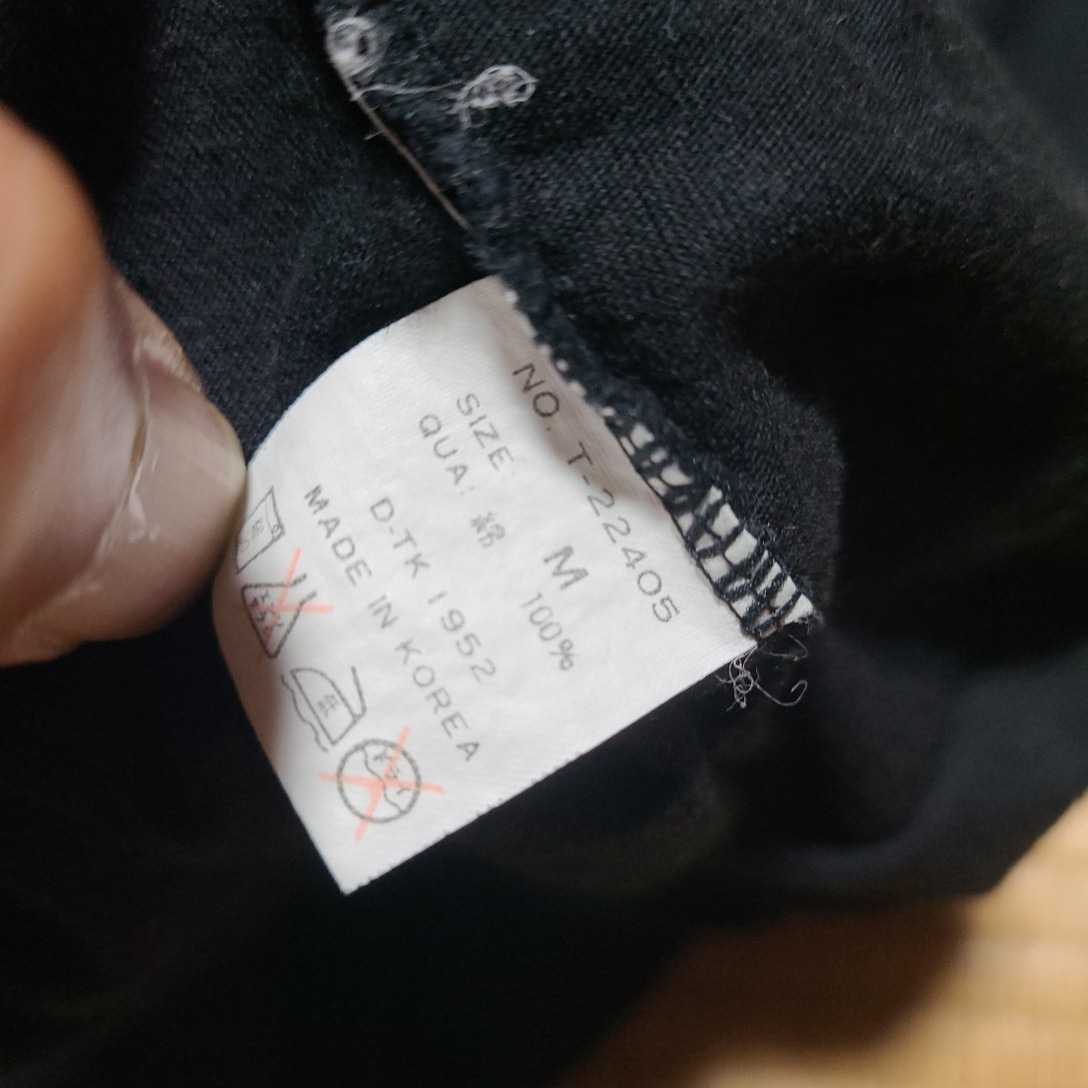 NO. T-22405
SIZE: M
QUA: 綿 100%
D-TK 1952
MADE IN KOREA